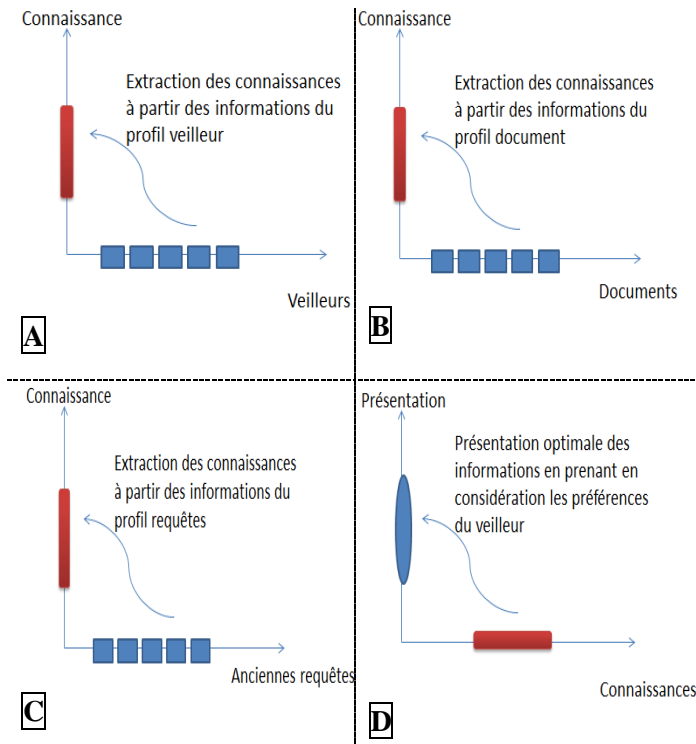 Connaissance
Extraction des connaissances
à partir des informations du
profil veilleur
Veilleurs
A
Connaissance
Extraction des connaissances
à partir des informations du
profil document
Documents
B
Connaissance
Extraction des connaissances
à partir des informations du
profil requêtes
Anciennes requêtes
C
Présentation
Présentation optimale des
informations en prenant en
considération les préférences
du veilleur
Connaissances
D